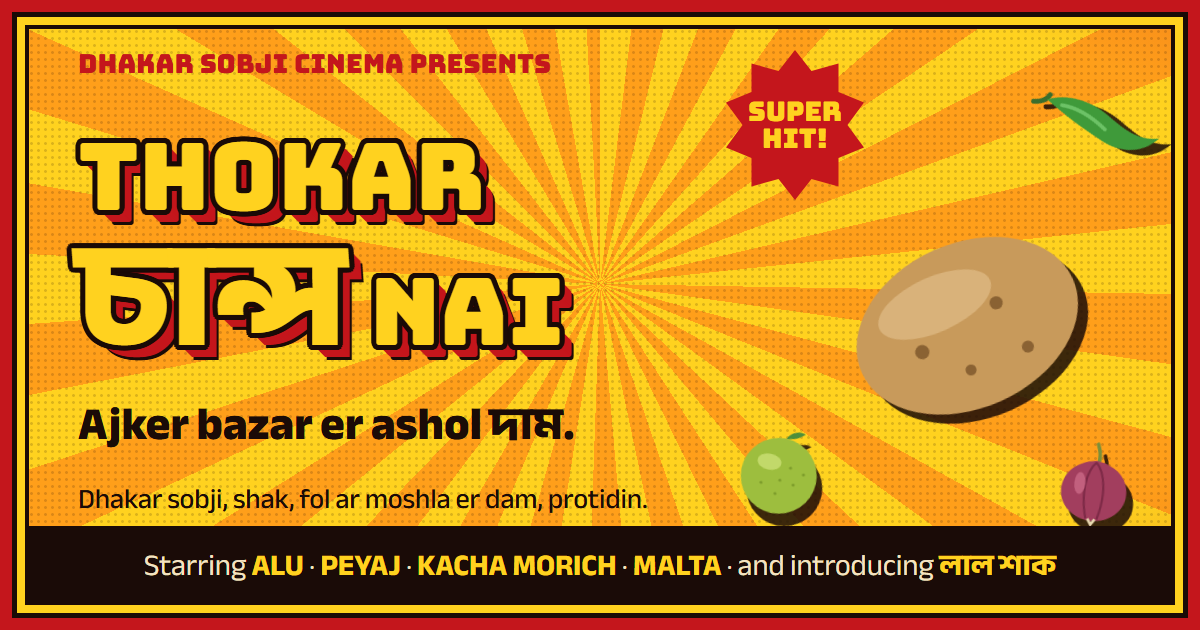 DHAKAR SOBJI CINEMA PRESENTS
SUPER
HIT!
THOKAR
চান্স NAI
Ajker bazar er ashol দাম.
Dhakar sobji, shak, fol ar moshla er dam, protidin.
Starring ALU · PEYAJ · KACHA MORICH · MALTA · and introducing লাল শাক